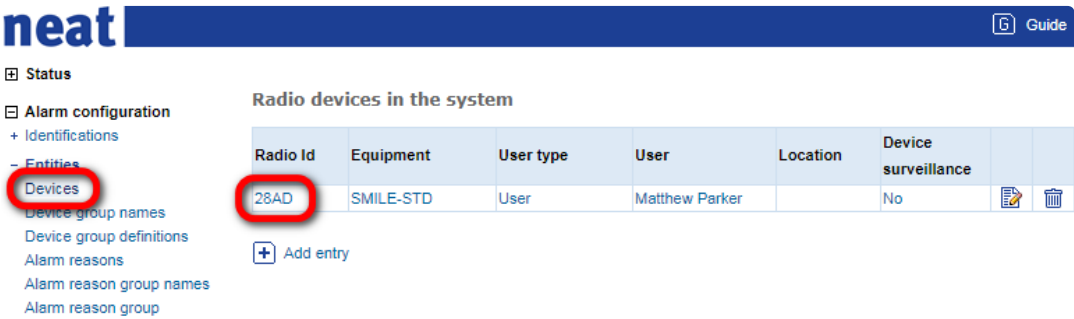 neat
G Guide
Status
Alarm configuration
+ Identifications
- Entities
Devices
Device group names
Device group definitions
Alarm reasons
Alarm reason group names
Alarm reason group
Radio devices in the system
Radio Id Equipment User type User Location Device surveillance
28AD SMILE-STD User Matthew Parker No
Add entry